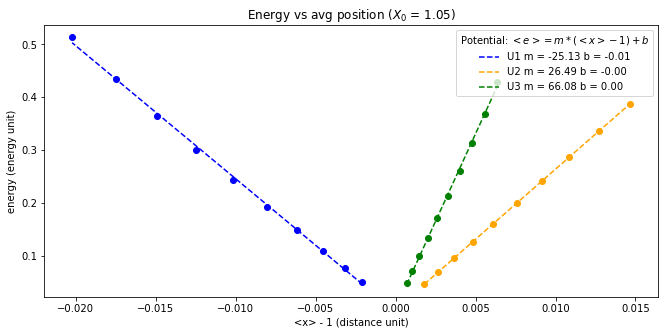 Energy vs avg position (X₀ = 1.05)
Potential: < e > = m * ( < x > − 1) + b
U1 m = -25.13 b = -0.01
U2 m = 26.49 b = -0.00
U3 m = 66.08 b = 0.00
energy (energy unit)
0.5
0.4
0.3
0.2
0.1
−0.020 −0.015 −0.010 −0.005 0.000 0.005 0.010 0.015
<x> - 1 (distance unit)